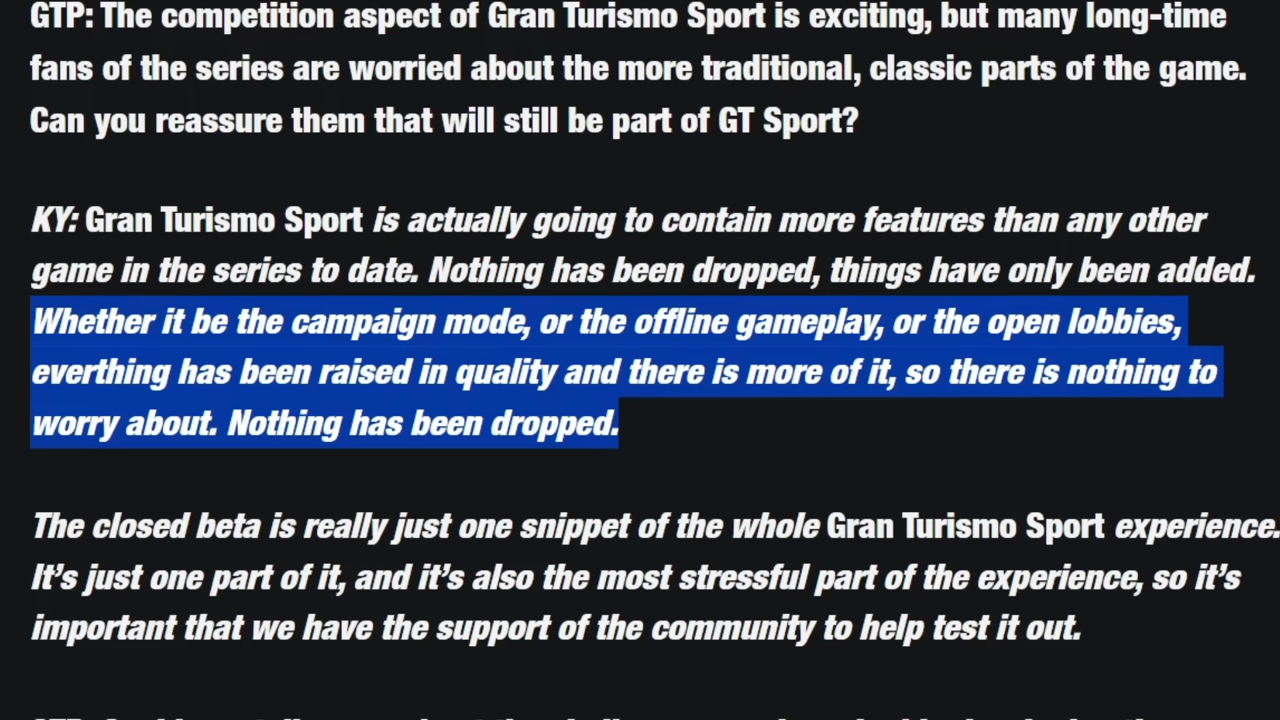 GTP: The competition aspect of Gran Turismo Sport is exciting, but many long-time
fans of the series are worried about the more traditional, classic parts of the game.
Can you reassure them that will still be part of GT Sport?
KY: Gran Turismo Sport is actually going to contain more features than any other
game in the series to date. Nothing has been dropped, things have only been added.
Whether it be the campaign mode, or the offline gameplay, or the open lobbies,
everthing has been raised in quality and there is more of it, so there is nothing to
worry about. Nothing has been dropped.
The closed beta is really just one snippet of the whole Gran Turismo Sport experience.
It's just one part of it, and it's also the most stressful part of the experience, so it's
important that we have the support of the community to help test it out.